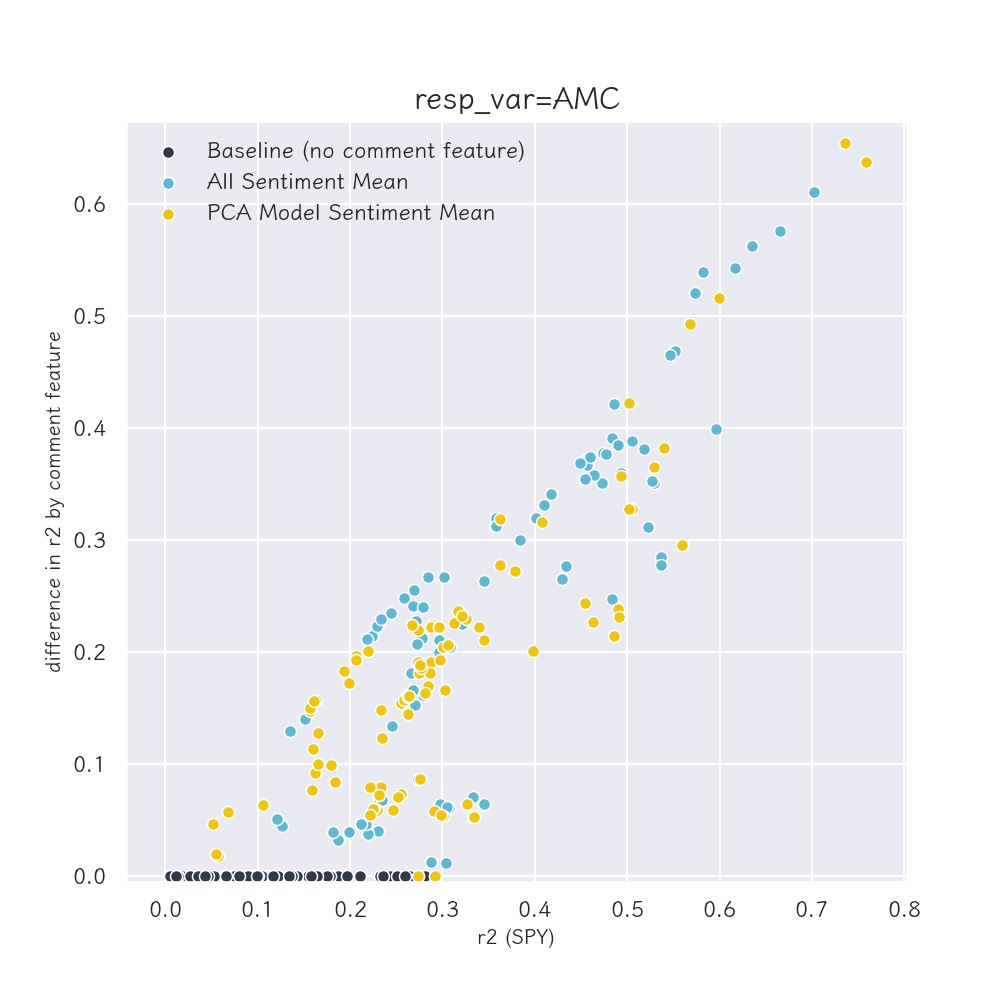 resp_var=AMC
Baseline (no comment feature)
All Sentiment Mean
PCA Model Sentiment Mean
difference in r2 by comment feature
0.6
0.5
0.4
0.3
0.2
0.1
0.0
0.0 0.1 0.2 0.3 0.4 0.5 0.6 0.7 0.8
r2 (SPY)